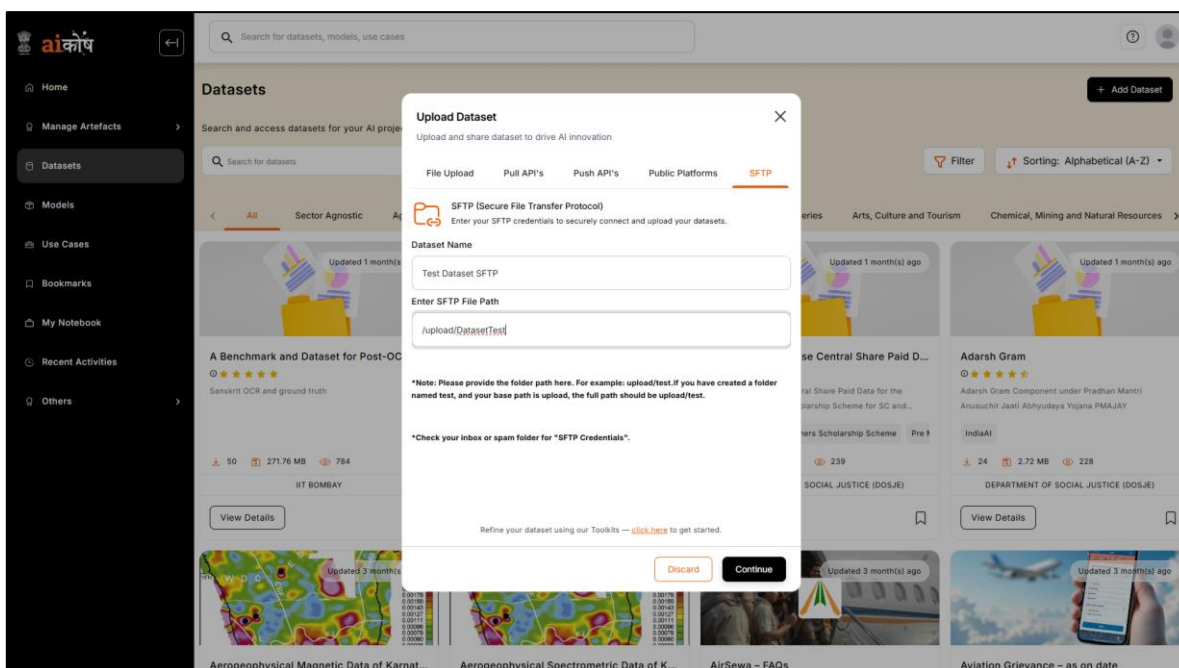 aiकोष
Search for datasets, models, use cases
Home
Manage Artefacts
Datasets
Models
Use Cases
Bookmarks
My Notebook
Recent Activities
Others
Datasets
+ Add Dataset
Search and access datasets for your AI proje
Search for datasets
Filter
Sorting: Alphabetical (A-Z)
All
Sector Agnostic
Ag
eries
Arts, Culture and Tourism
Chemical, Mining and Natural Resources
Upload Dataset
Upload and share dataset to drive AI innovation
File Upload
Pull API's
Push API's
Public Platforms
SFTP
SFTP (Secure File Transfer Protocol)
Enter your SFTP credentials to securely connect and upload your datasets.
Dataset Name
Test Dataset SFTP
Enter SFTP File Path
/upload/DatasetTest
*Note: Please provide the folder path here. For example: upload/test.If you have created a folder
named test, and your base path is upload, the full path should be upload/test.
*Check your inbox or spam folder for "SFTP Credentials".
Refine your dataset using our Toolkits — click here to get started.
Discard
Continue
Updated 1 month(s
A Benchmark and Dataset for Post-OC
Sanskrit OCR and ground truth
50
271.76 MB
784
IIT BOMBAY
View Details
Updated 1 month(s) ago
se Central Share Paid D...
ral Share Paid Data for the
olarship Scheme for SC and...
ners Scholarship Scheme
Pre M
239
SOCIAL JUSTICE (DOSJE)
Updated 1 month(s) ago
Adarsh Gram
Adarsh Gram Component under Pradhan Mantri
Anusuchit Jaati Abhyudaya Yojana PMAJAY
IndiaAI
24
2.72 MB
228
DEPARTMENT OF SOCIAL JUSTICE (DOSJE)
View Details
Updated 3 month(s
Aerogeophysical Magnetic Data of Karnat...
Aerogeophysical Spectrometric Data of K...
Updated 3 month(s) ago
AirSewa – FAQs
Updated 3 month(s) ago
Aviation Grievance – as on date